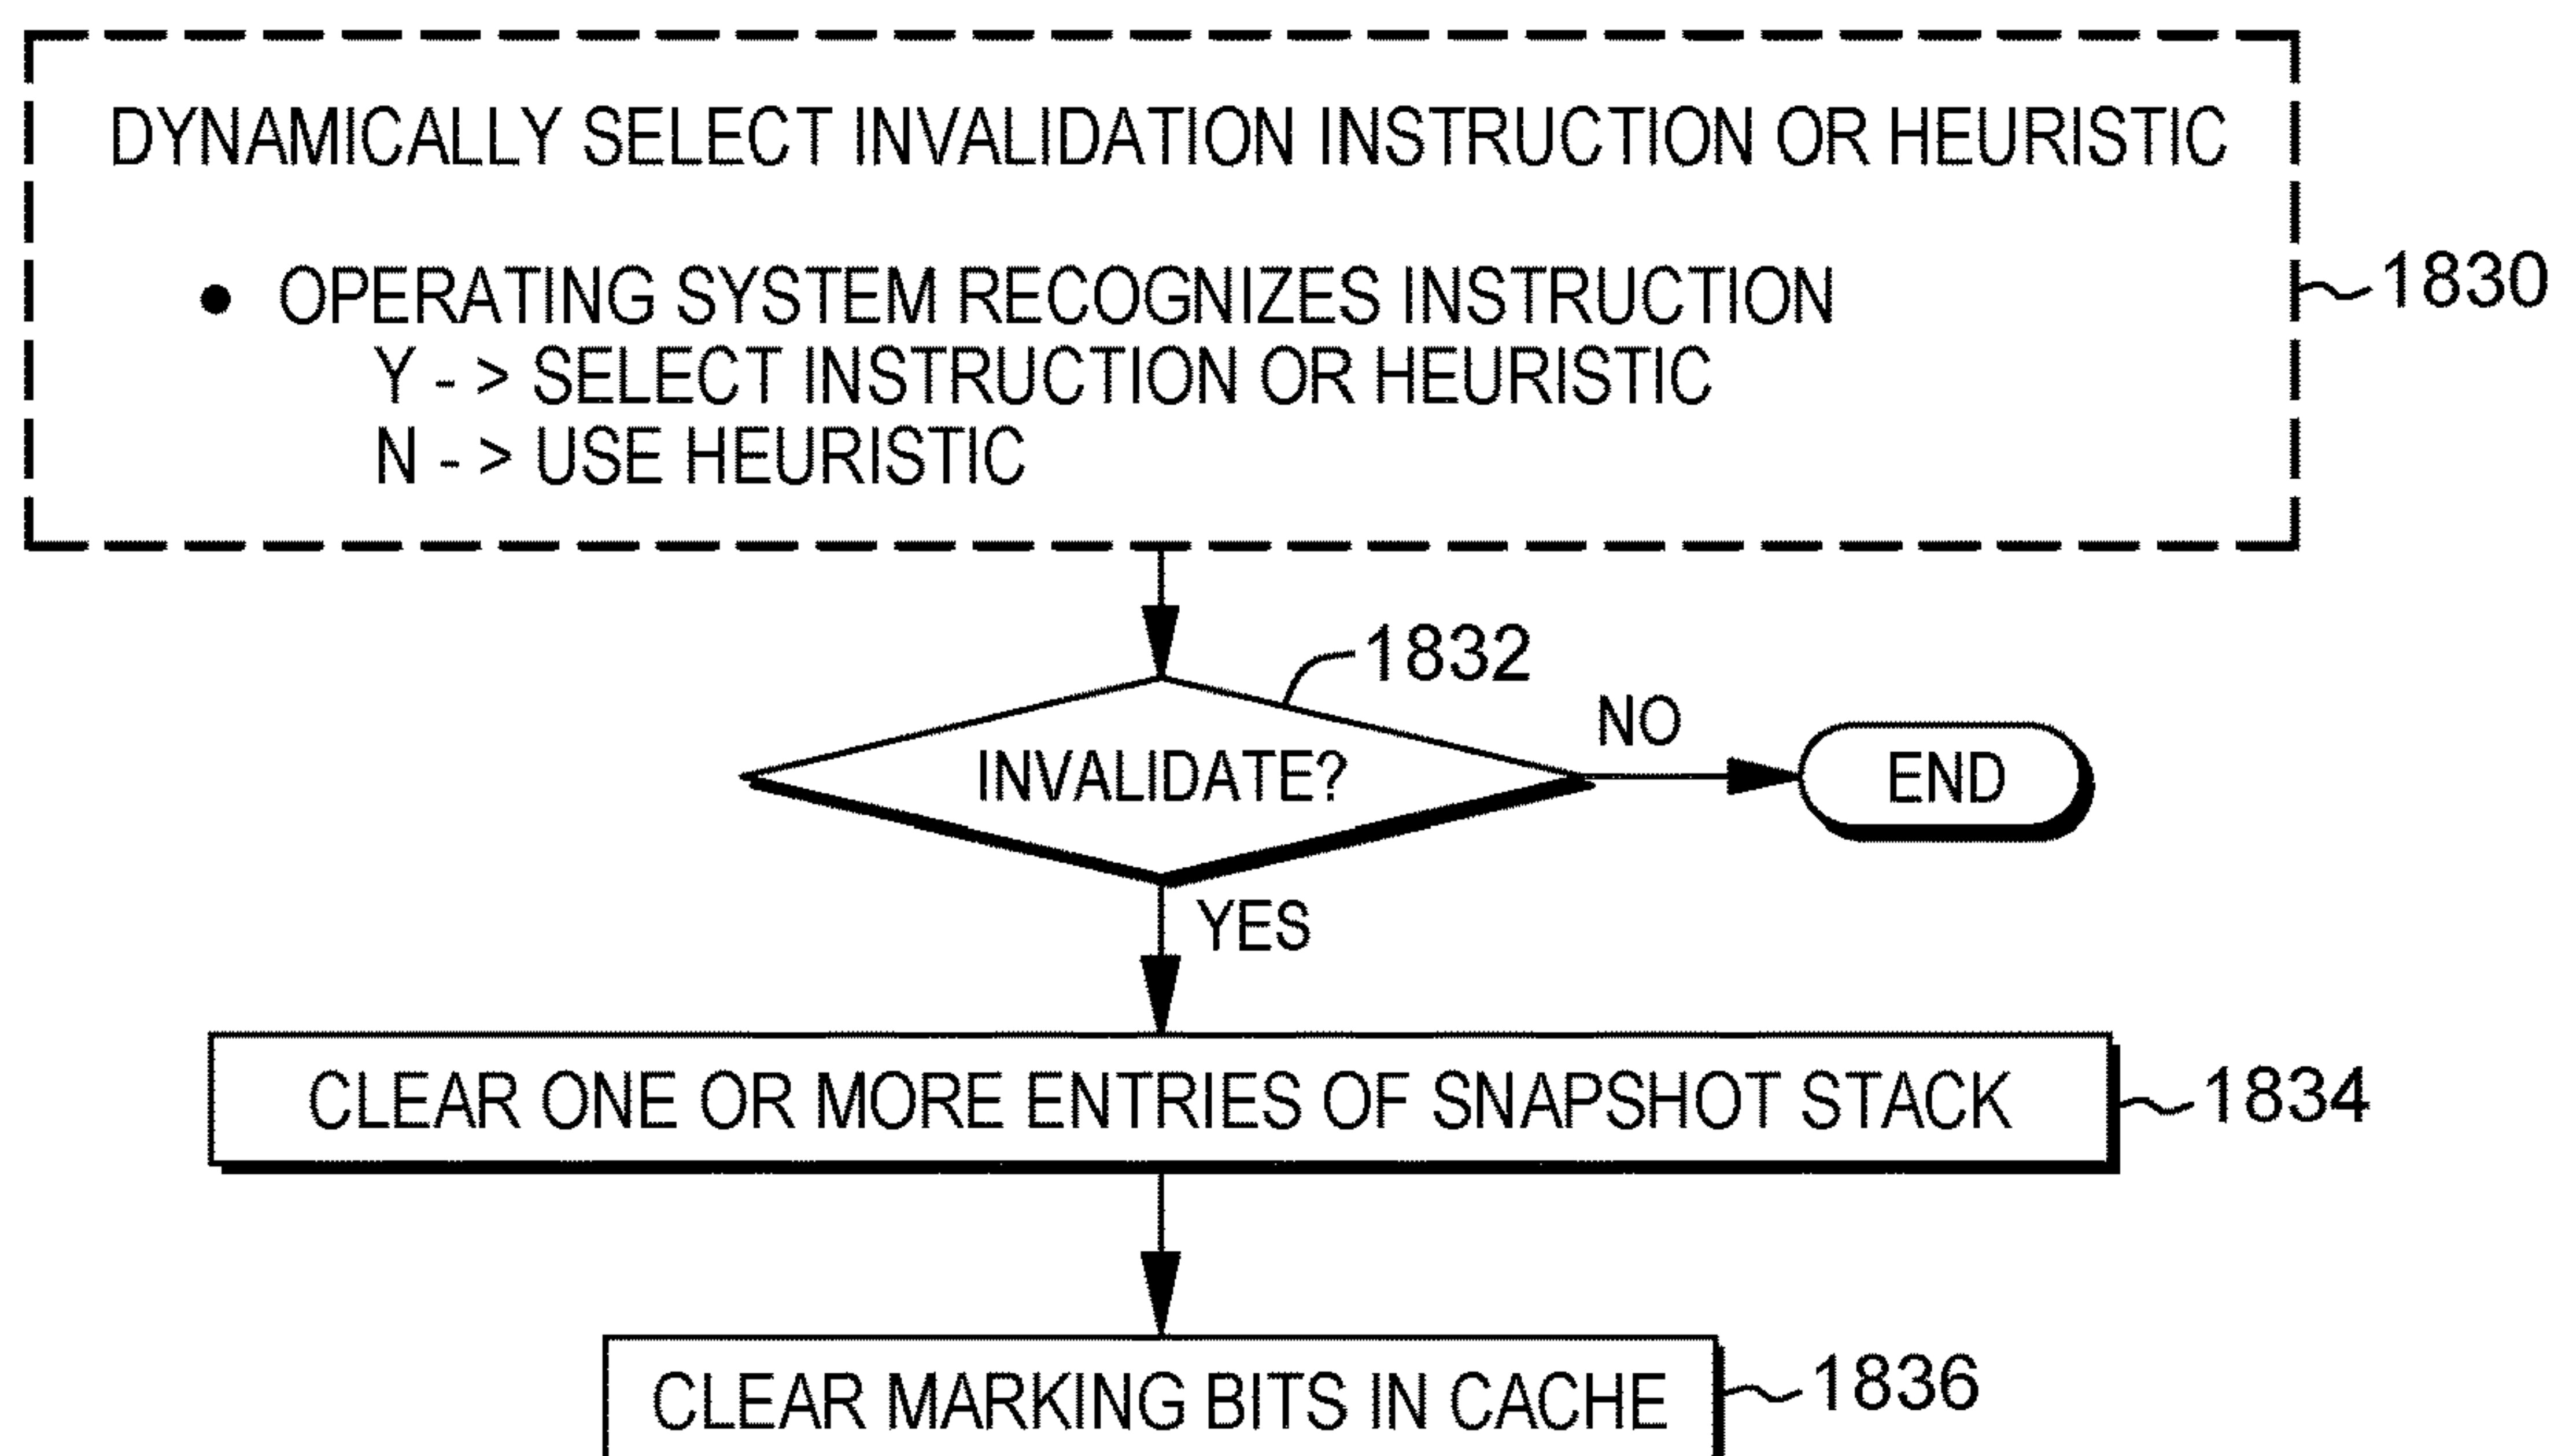 DYNAMICALLY SELECT INVALIDATION INSTRUCTION OR HEURISTIC
• OPERATING SYSTEM RECOGNIZES INSTRUCTION
1830
Y - > SELECT INSTRUCTION OR HEURISTIC
N - > USE HEURISTIC
1832
NO
INVALIDATE?
END
YES
CLEAR ONE OR MORE ENTRIES OF SNAPSHOT STACK
1834
CLEAR MARKING BITS IN CACHE
1836